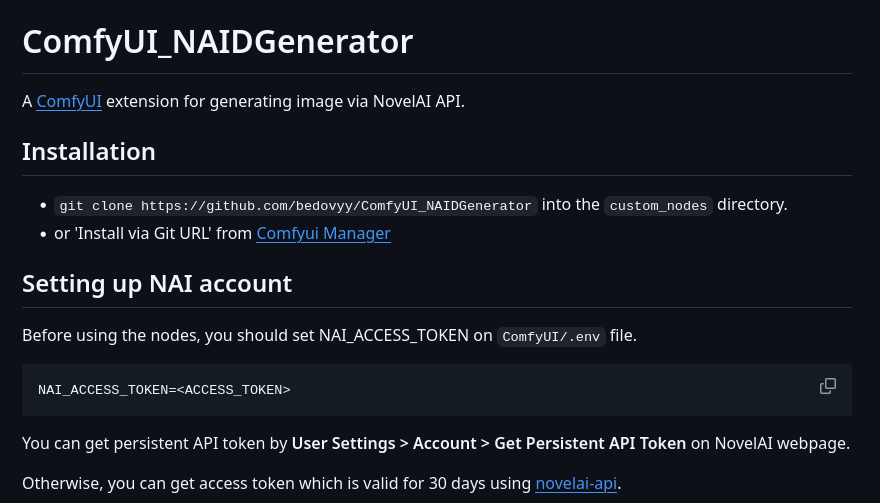 ComfyUI_NAIDGenerator
A ComfyUI extension for generating image via NovelAI API.
Installation
• git clone https://github.com/bedovyy/ComfyUI_NAIDGenerator into the custom_nodes directory.
• or 'Install via Git URL' from Comfyui Manager
Setting up NAI account
Before using the nodes, you should set NAI_ACCESS_TOKEN on ComfyUI/.env file.
NAI_ACCESS_TOKEN=<ACCESS_TOKEN>
You can get persistent API token by User Settings > Account > Get Persistent API Token on NovelAI webpage.
Otherwise, you can get access token which is valid for 30 days using novelai-api.